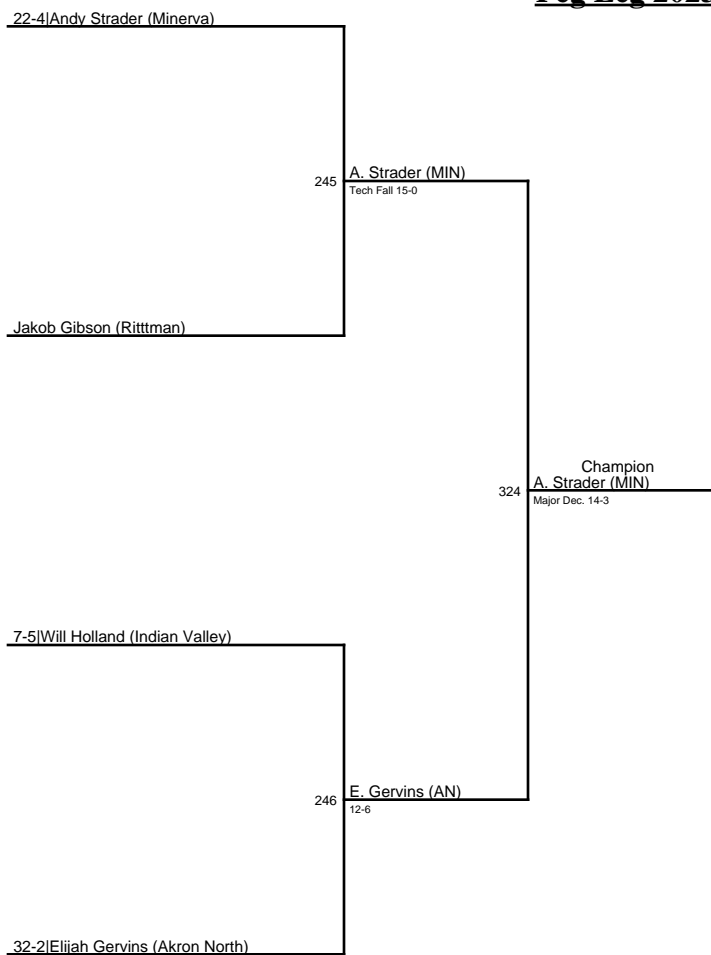 22-4|Andy Strader (Minerva)
245
A. Strader (MIN)
Tech Fall 15-0
Jakob Gibson (Ritttman)
Champion
324
A. Strader (MIN)
Major Dec. 14-3
7-5|Will Holland (Indian Valley)
246
E. Gervins (AN)
12-6
32-2|Elijah Gervins (Akron North)